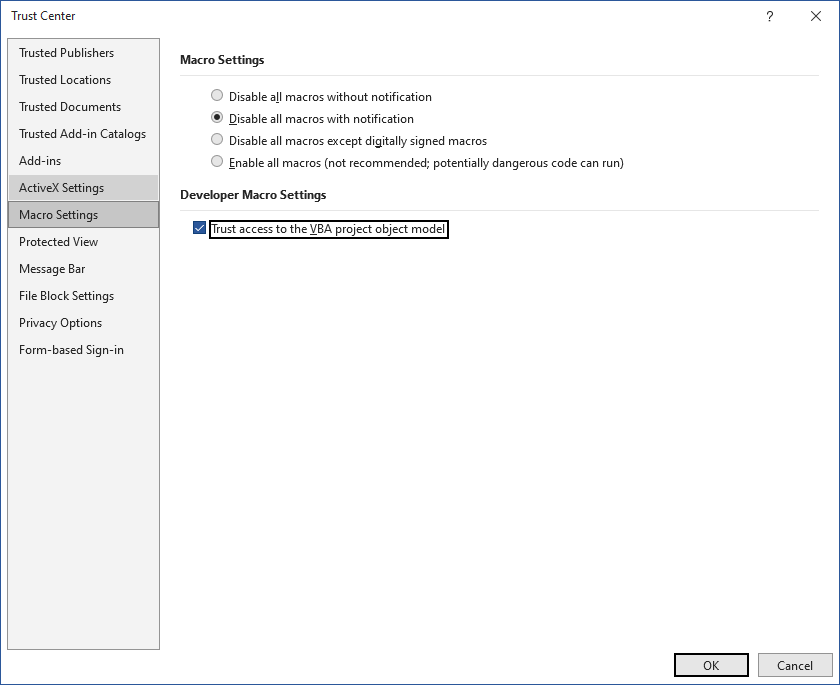 Trust Center
?
Trusted Publishers
Trusted Locations
Trusted Documents
Trusted Add-in Catalogs
Add-ins
ActiveX Settings
Macro Settings
Protected View
Message Bar
File Block Settings
Privacy Options
Form-based Sign-in
Macro Settings
Disable all macros without notification
Disable all macros with notification
Disable all macros except digitally signed macros
Enable all macros (not recommended; potentially dangerous code can run)
Developer Macro Settings
Trust access to the VBA project object model
OK
Cancel